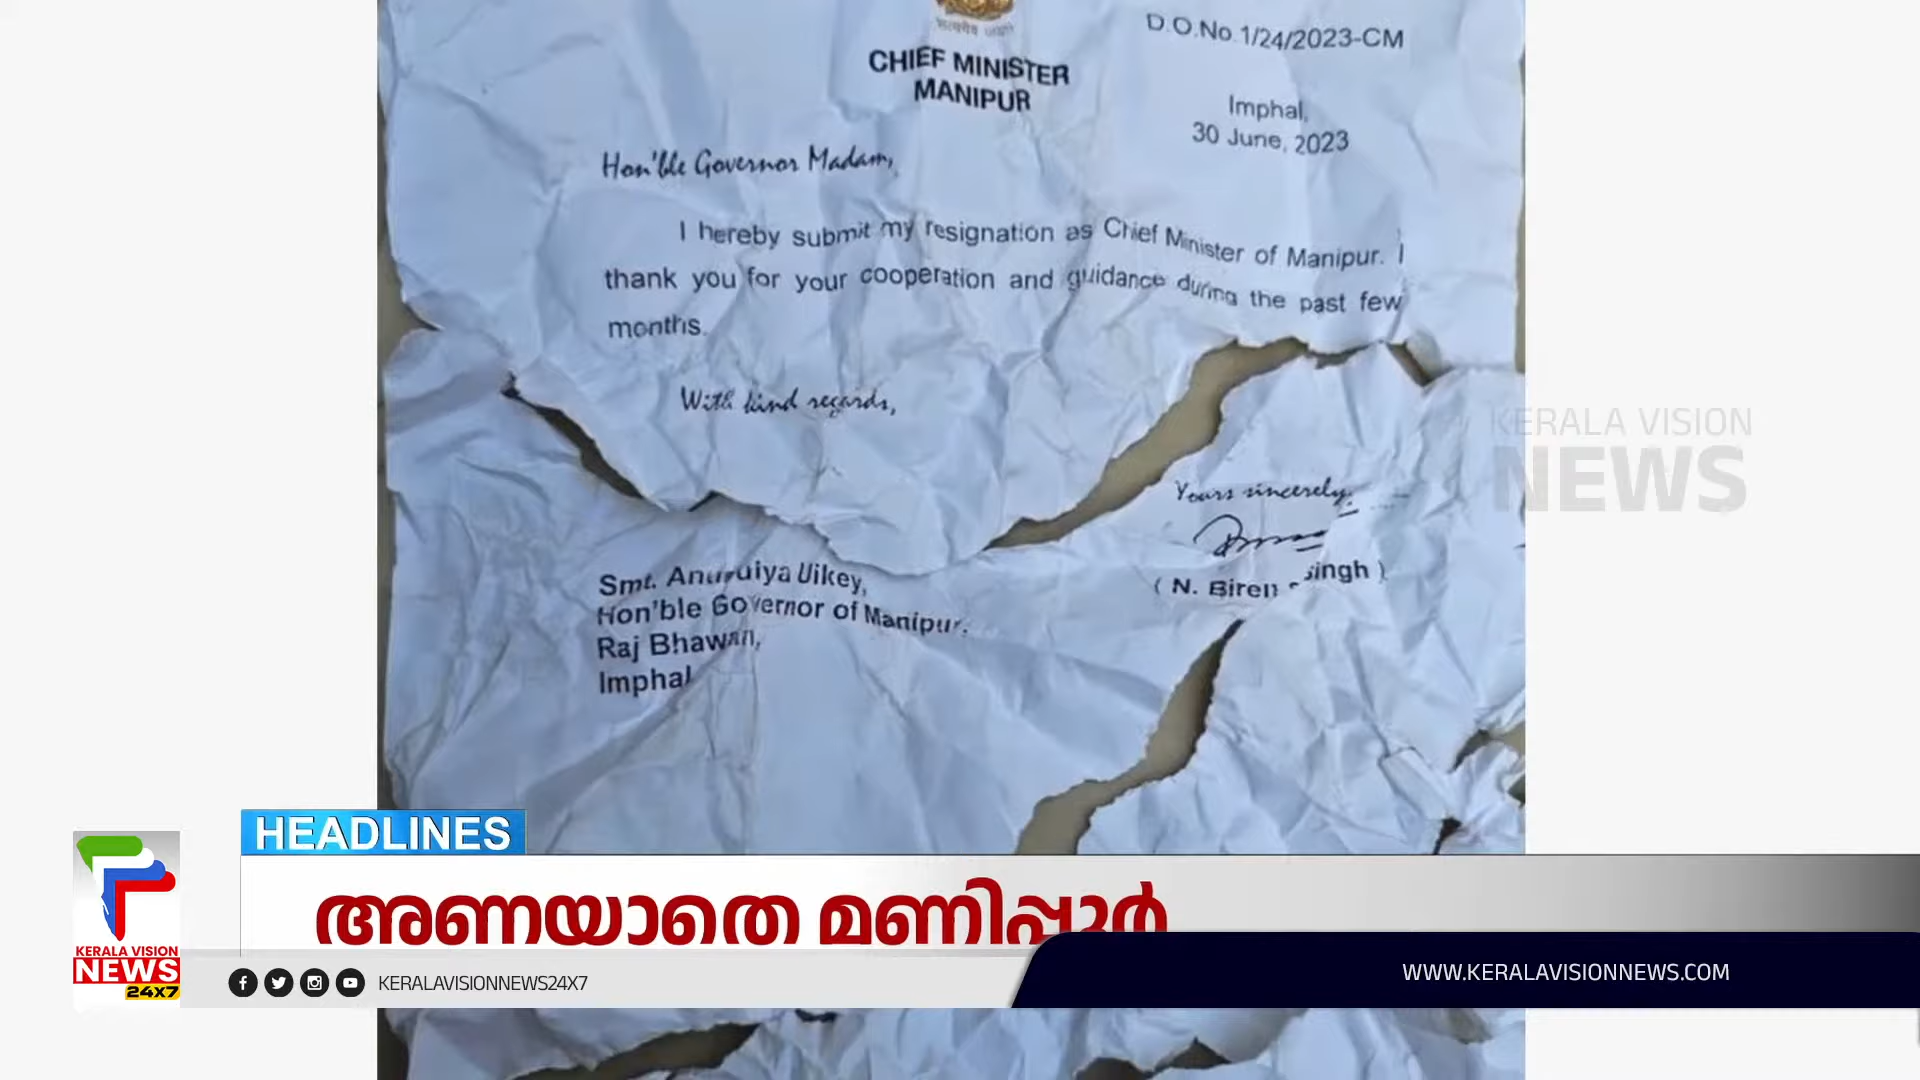 सत्यमेव जयते
D.O.No.1/24/2023-CM
CHIEF MINISTER
MANIPUR
Imphal,
30 June, 2023
Hon'ble Governor Madam,
I hereby submit my resignation as Chief Minister of Manipur. I
thank you for your cooperation and guidance during the past few
months.
With kind regards,
Yours sincerely,
( N. Biren Singh )
Smt. Anusuiya Uikey,
Hon'ble Governor of Manipur,
Raj Bhawan,
Imphal
KERALA VISION
NEWS
HEADLINES
അണയാതെ മണിപ്പൂർ
KERALA VISION
NEWS
24X7
KERALAVISIONNEWS24X7
WWW.KERALAVISIONNEWS.COM